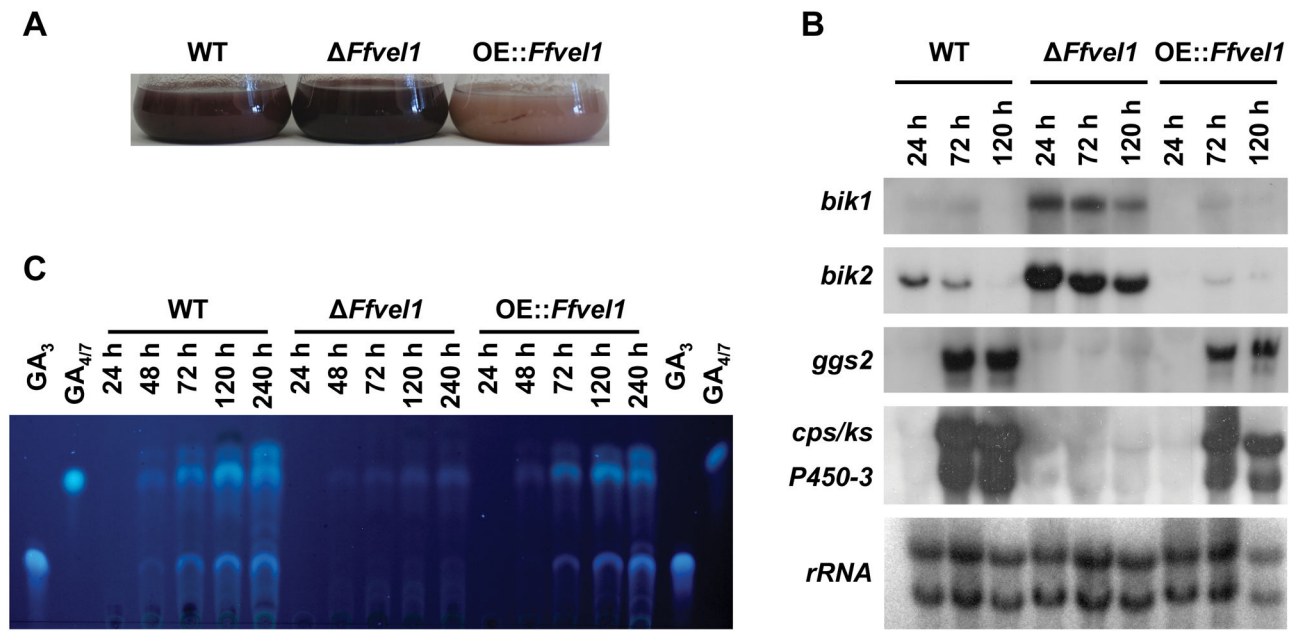 A
WT ΔFfvel1 OE::Ffvel1
B
WT ΔFfvel1 OE::Ffvel1
24 h 72 h 120 h 24 h 72 h 120 h 24 h 72 h 120 h
bik1
bik2
ggs2
cps/ks
P450-3
rRNA
C
WT ΔFfvel1 OE::Ffvel1
GA3 GA4/7 24 h 48 h 72 h 120 h 240 h 24 h 48 h 72 h 120 h 240 h 24 h 48 h 72 h 120 h 240 h GA3 GA4/7